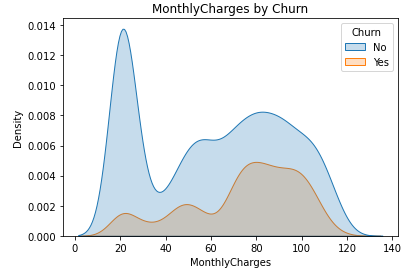 MonthlyCharges by Churn
Churn
No
Yes
0.014
0.012
0.010
0.008
0.006
0.004
0.002
0.000
Density
0 20 40 60 80 100 120 140
MonthlyCharges